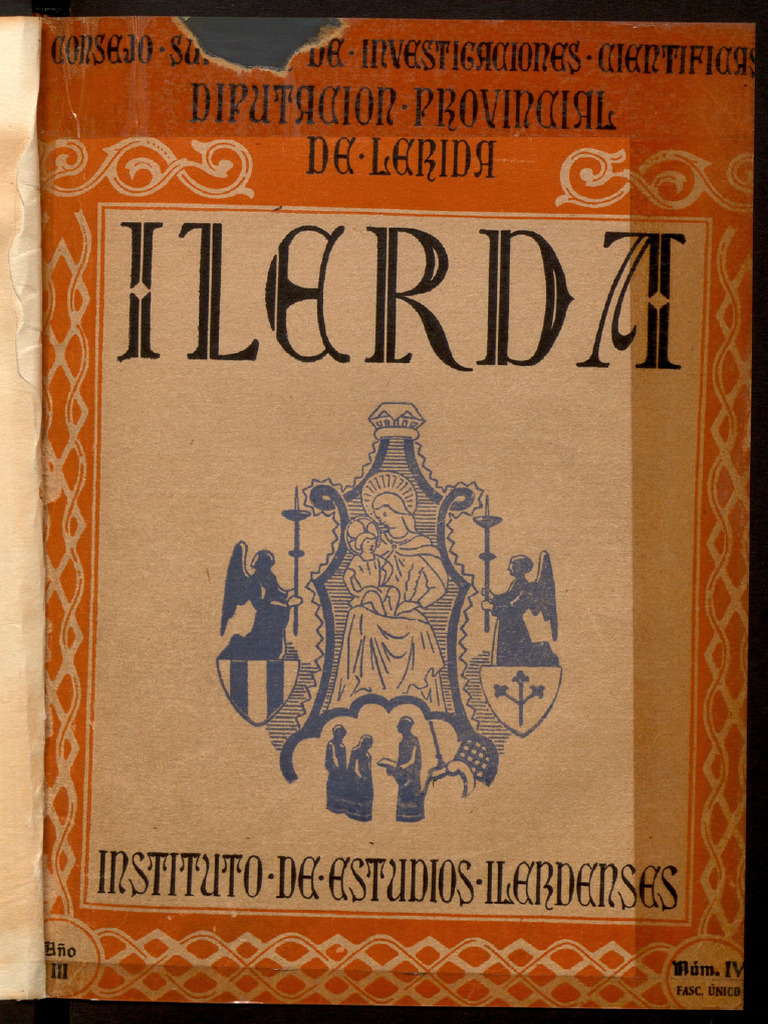 CONSEJO · SU DE · INVESTIGACIONES · CIENTIFICAS
DIPUTACION · PROVINCIAL
DE · LERIDA
ILERDA
INSTITUTO · DE · ESTUDIOS · ILERDENSES
Año
III
Núm. IV
FASC. ÚNICO